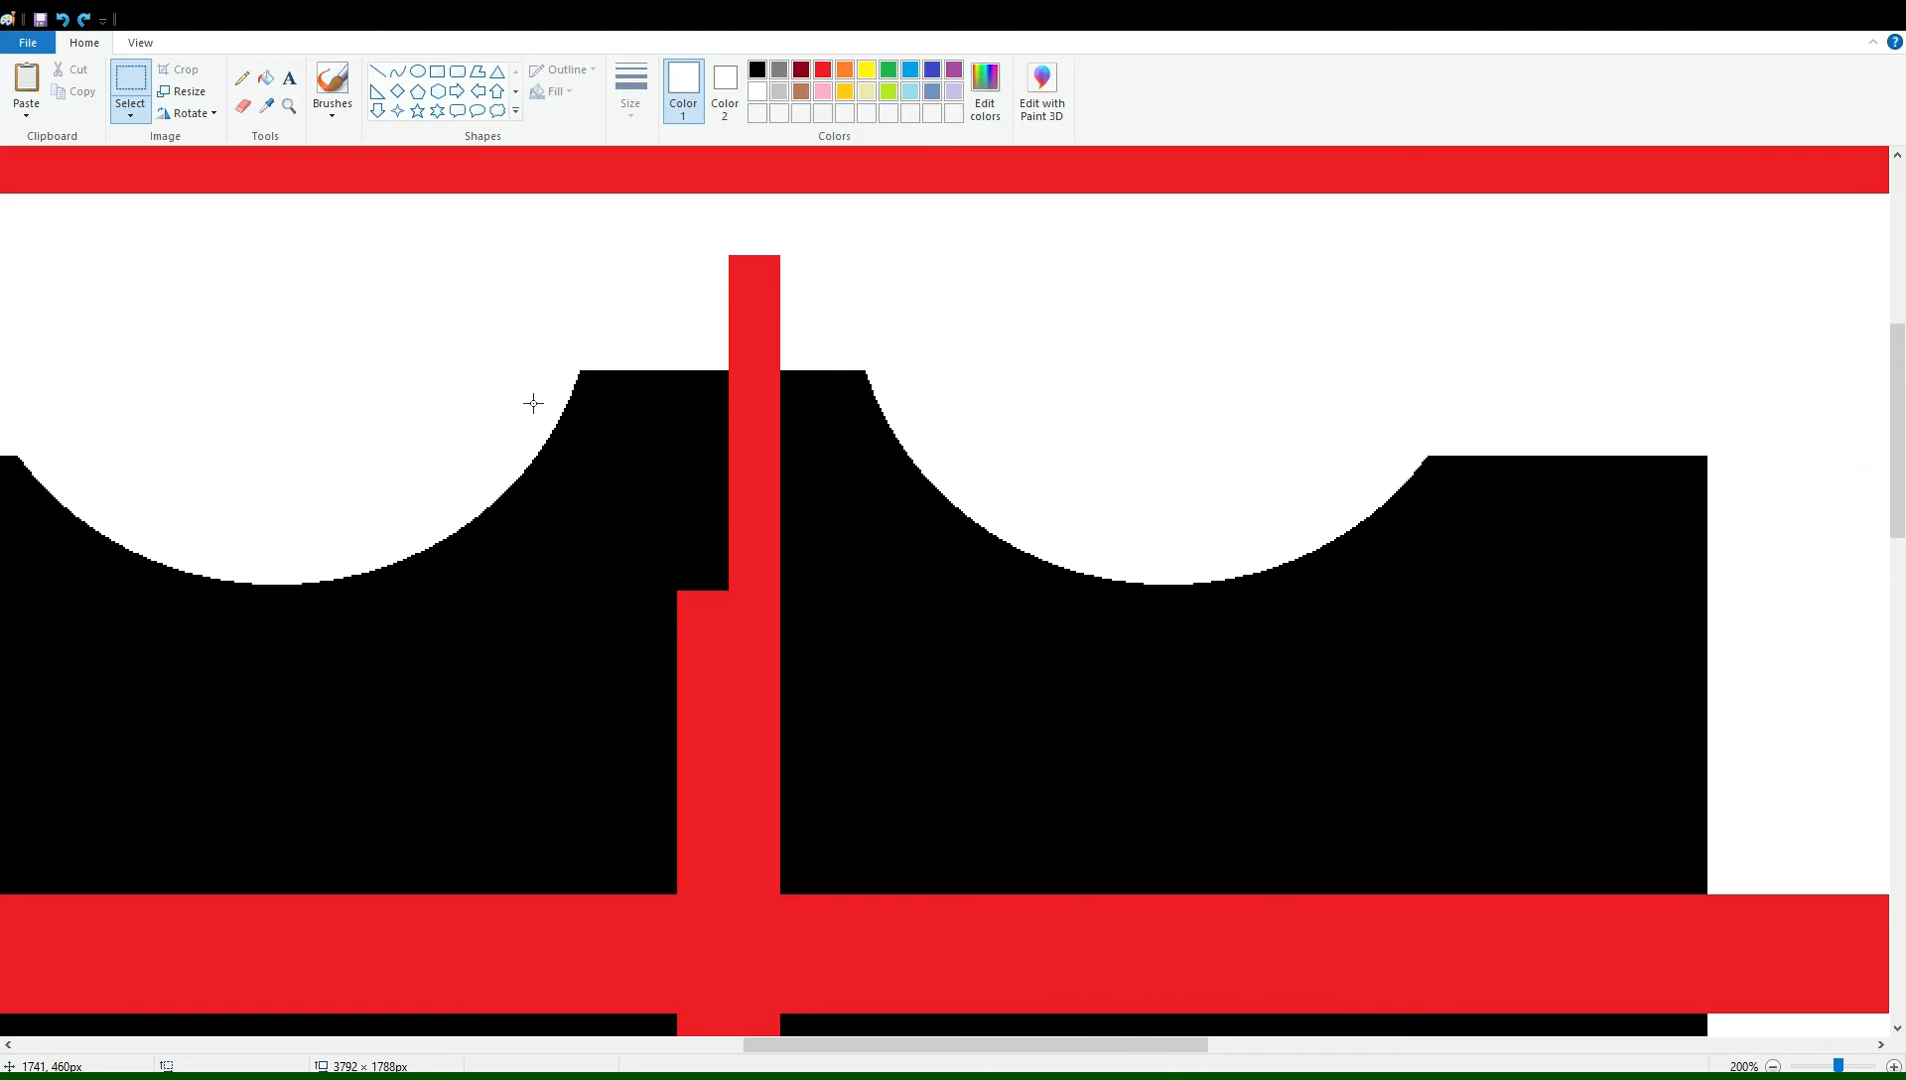 File Home View
Paste Cut Copy Select Crop Resize Rotate A Brushes Outline Fill Size Color 1 Color 2 Edit colors Edit with Paint 3D
Clipboard Image Tools Shapes Colors
1741, 460px 3792 × 1788px 200%